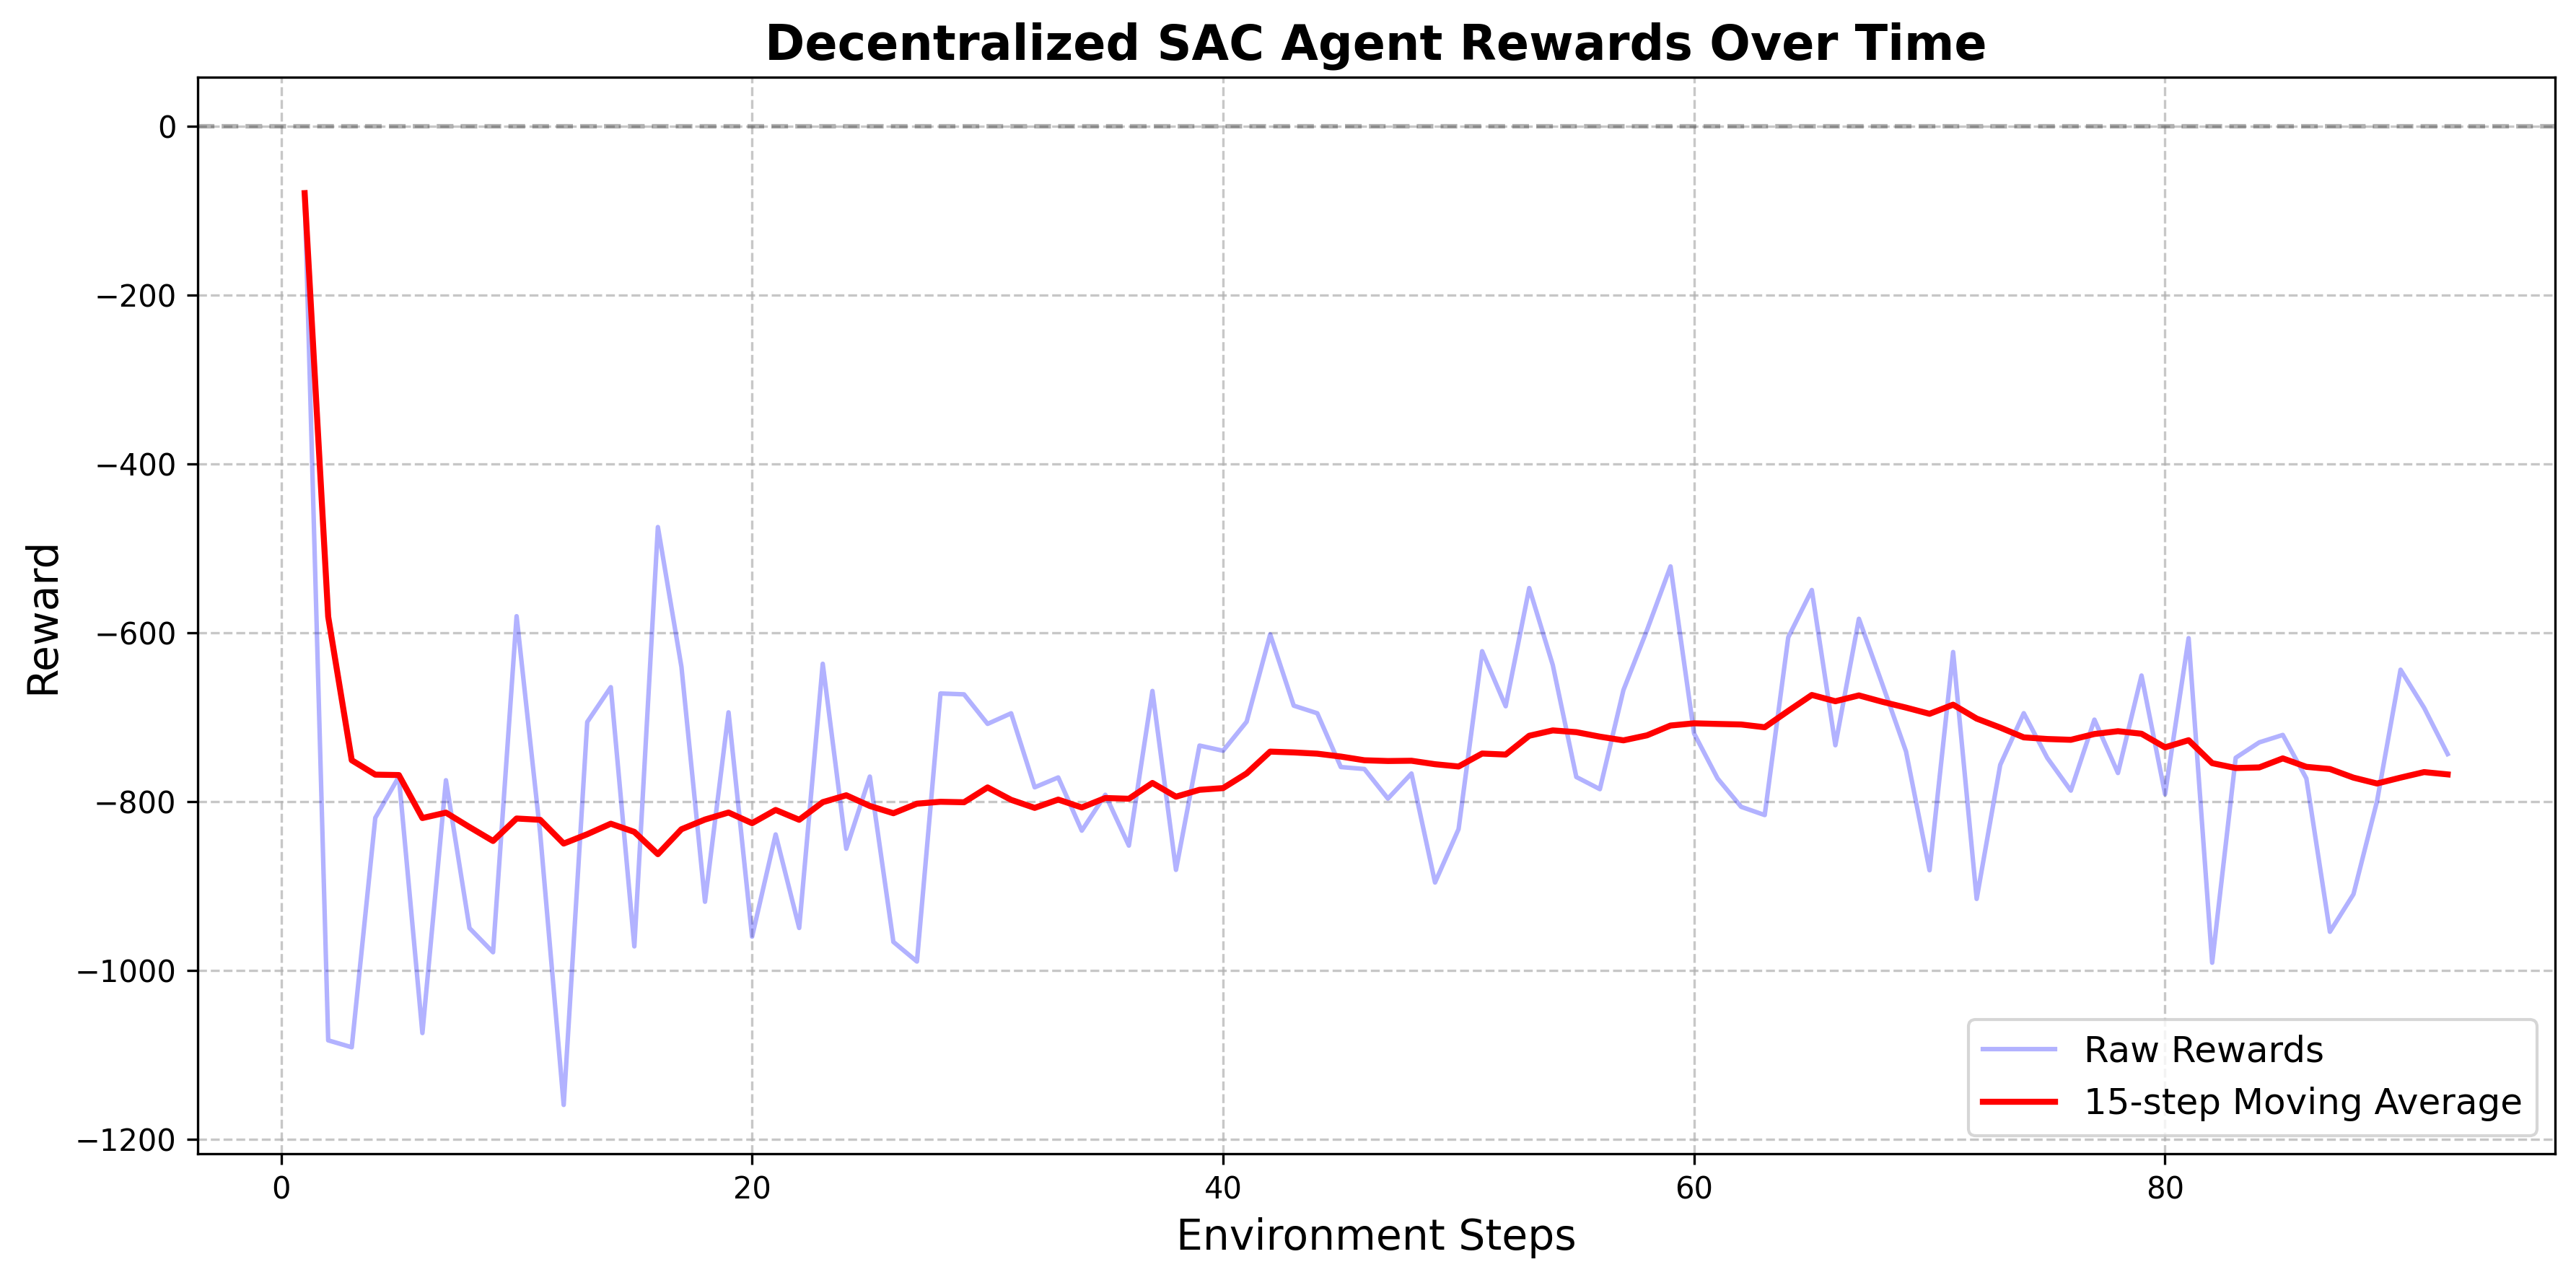 Decentralized SAC Agent Rewards Over Time
0
−200
−400
−600
−800
−1000
−1200
Reward
0 20 40 60 80
Environment Steps
Raw Rewards
15-step Moving Average